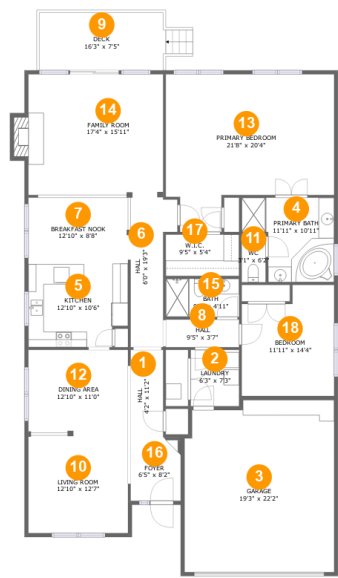 9
DECK
16'3" x 7'5"
14
FAMILY ROOM
17'4" x 15'11"
13
PRIMARY BEDROOM
21'8" x 20'4"
7
BREAKFAST NOOK
12'10" x 8'8"
6
HALL
6'0" x 19'3"
17
W.I.C.
9'5" x 5'4"
11
WC
6'2"
4
PRIMARY BATH
11'11" x 10'11"
5
KITCHEN
12'10" x 10'6"
15
BATH
4'11"
8
HALL
9'5" x 3'7"
18
BEDROOM
11'11" x 14'4"
12
DINING AREA
12'10" x 11'0"
1
HALL
4'2" x 11'2"
2
LAUNDRY
6'3" x 7'3"
10
LIVING ROOM
12'10" x 12'7"
16
FOYER
6'5" x 8'2"
3
GARAGE
19'3" x 22'2"